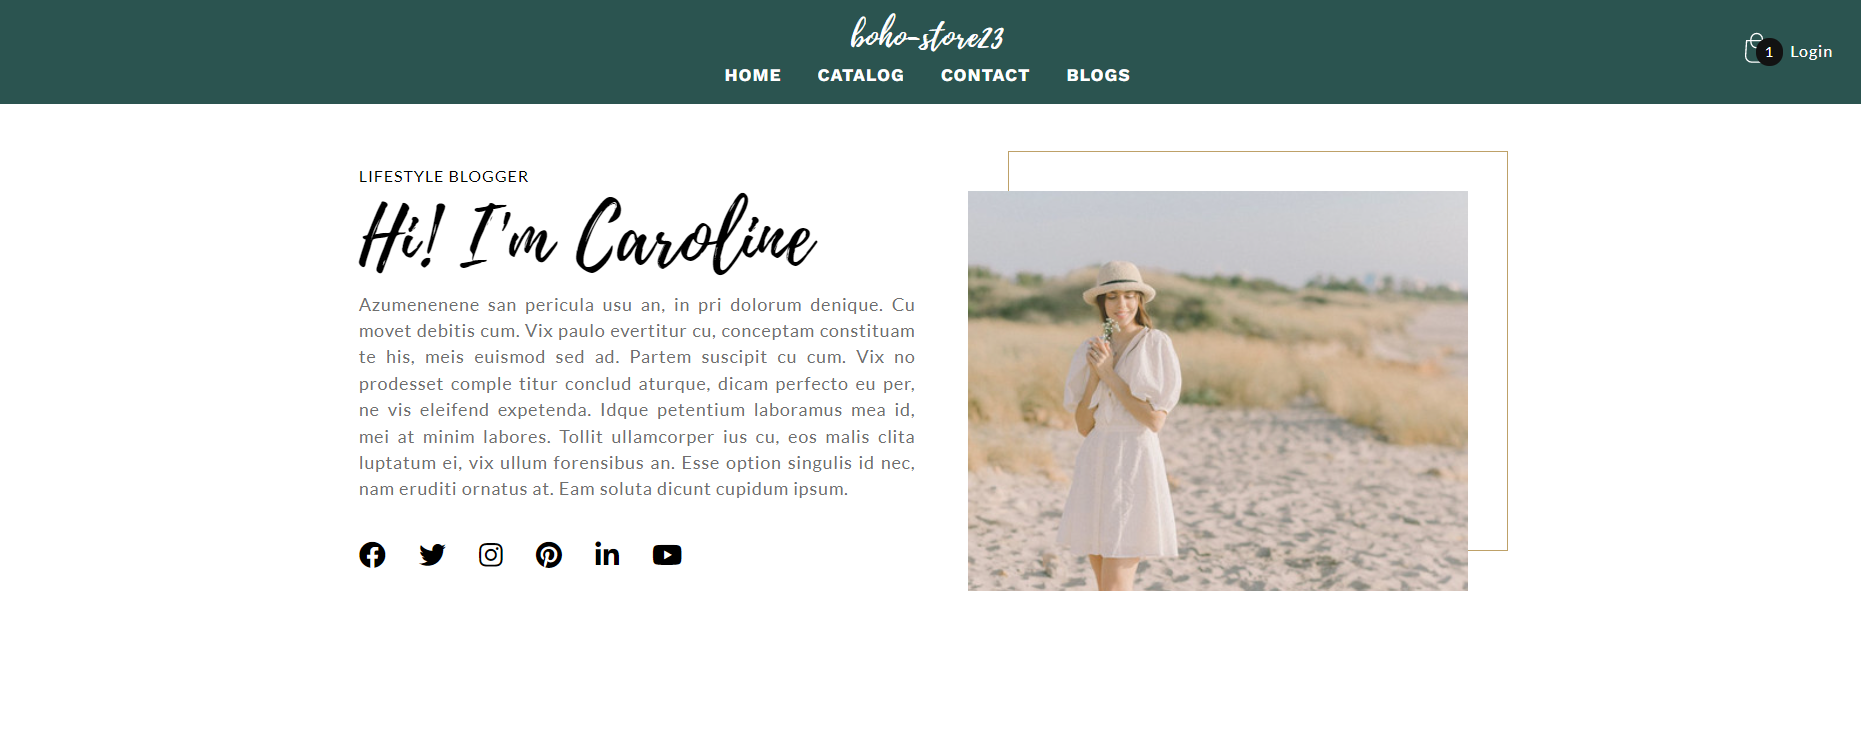 boho-store23
HOME CATALOG CONTACT BLOGS
1 Login
LIFESTYLE BLOGGER
Hi! I'm Caroline
Azumenenene san pericula usu an, in pri dolorum denique. Cu
movet debitis cum. Vix paulo evertitur cu, conceptam constituam
te his, meis euismod sed ad. Partem suscipit cu cum. Vix no
prodesset comple titur conclud aturque, dicam perfecto eu per,
ne vis eleifend expetenda. Idque petentium laboramus mea id,
mei at minim labores. Tollit ullamcorper ius cu, eos malis clita
luptatum ei, vix ullum forensibus an. Esse option singulis id nec,
nam eruditi ornatus at. Eam soluta dicunt cupidum ipsum.